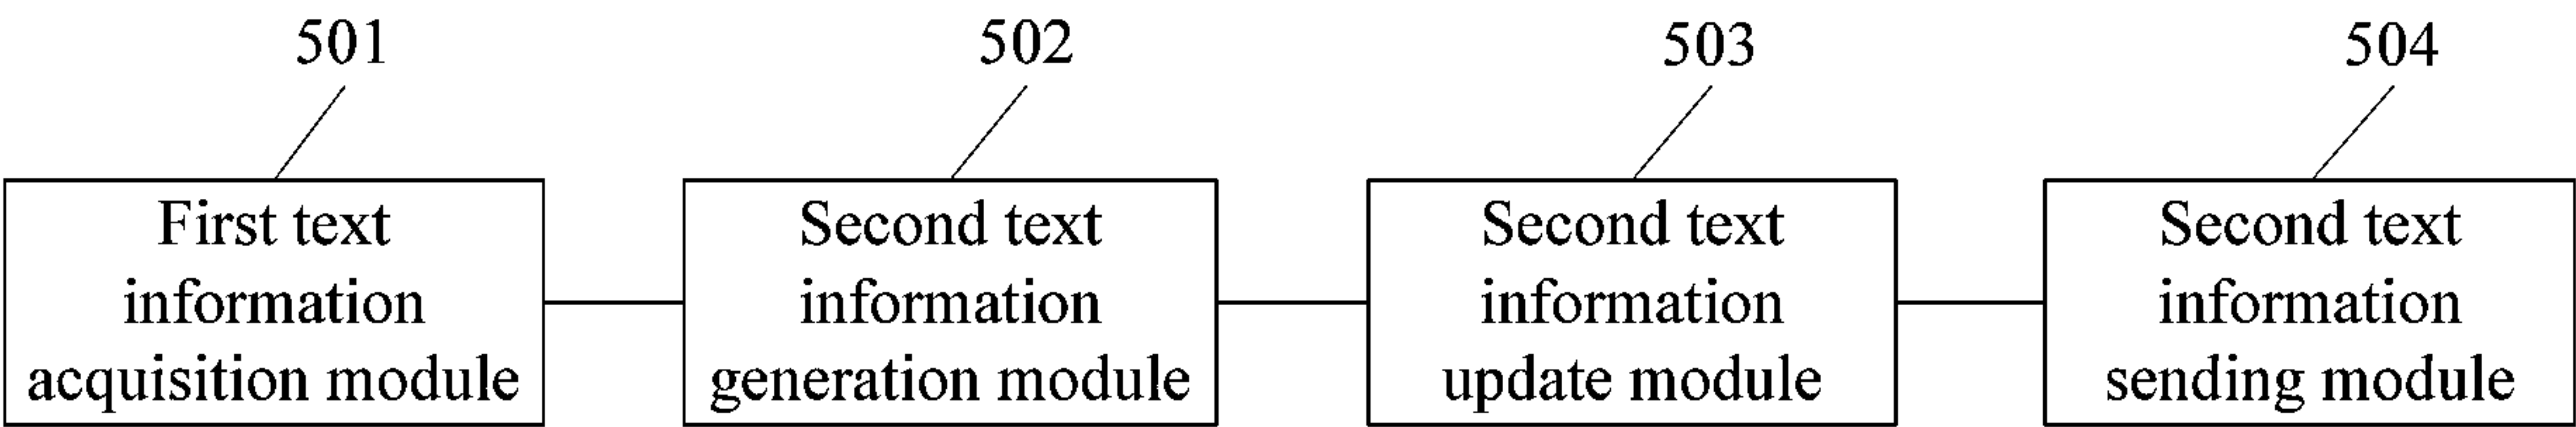 501
502
503
504
First text
information
acquisition module
Second text
information
generation module
Second text
information
update module
Second text
information
sending module